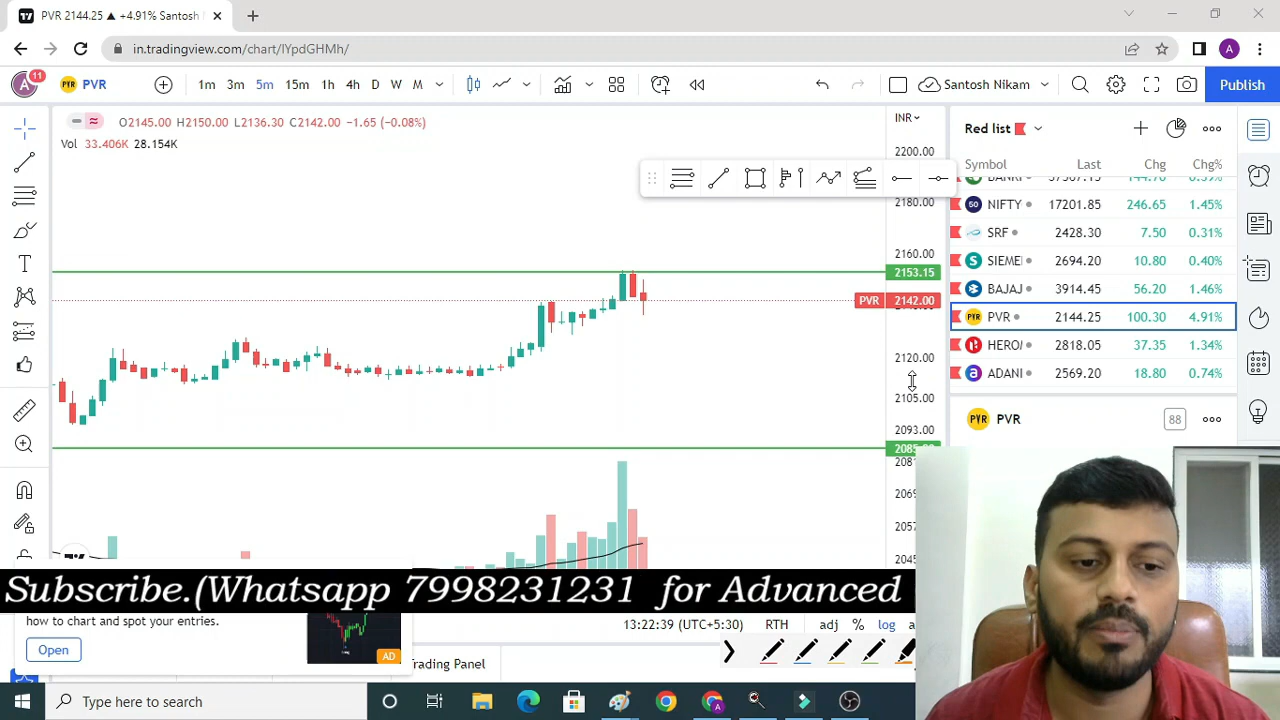 PVR 2144.25 ▲ +4.91% Santosh
in.tradingview.com/chart/IYpdGHMh/
A 11 PVR 1m 3m 5m 15m 1h 4h D W M Santosh Nikam Publish
O2145.00 H2150.00 L2136.30 C2142.00 −1.65 (−0.08%)
Vol 33.406K 28.154K
INR
2200.00
2180.00
2160.00
2153.15
PVR 2142.00
2120.00
2105.00
2093.00
Red list
Symbol Last Chg Chg%
NIFTY 17201.85 246.65 1.45%
SRF 2428.30 7.50 0.31%
SIEME 2694.20 10.80 0.40%
BAJAJ 3914.45 56.20 1.46%
PVR 2144.25 100.30 4.91%
HERO 2818.05 37.35 1.34%
ADANI 2569.20 18.80 0.74%
PVR 88
Subscribe.(Whatsapp 7998231231 for Advanced
how to chart and spot your entries.
Open
AD
13:22:39 (UTC+5:30) RTH adj % log
Trading Panel
Type here to search